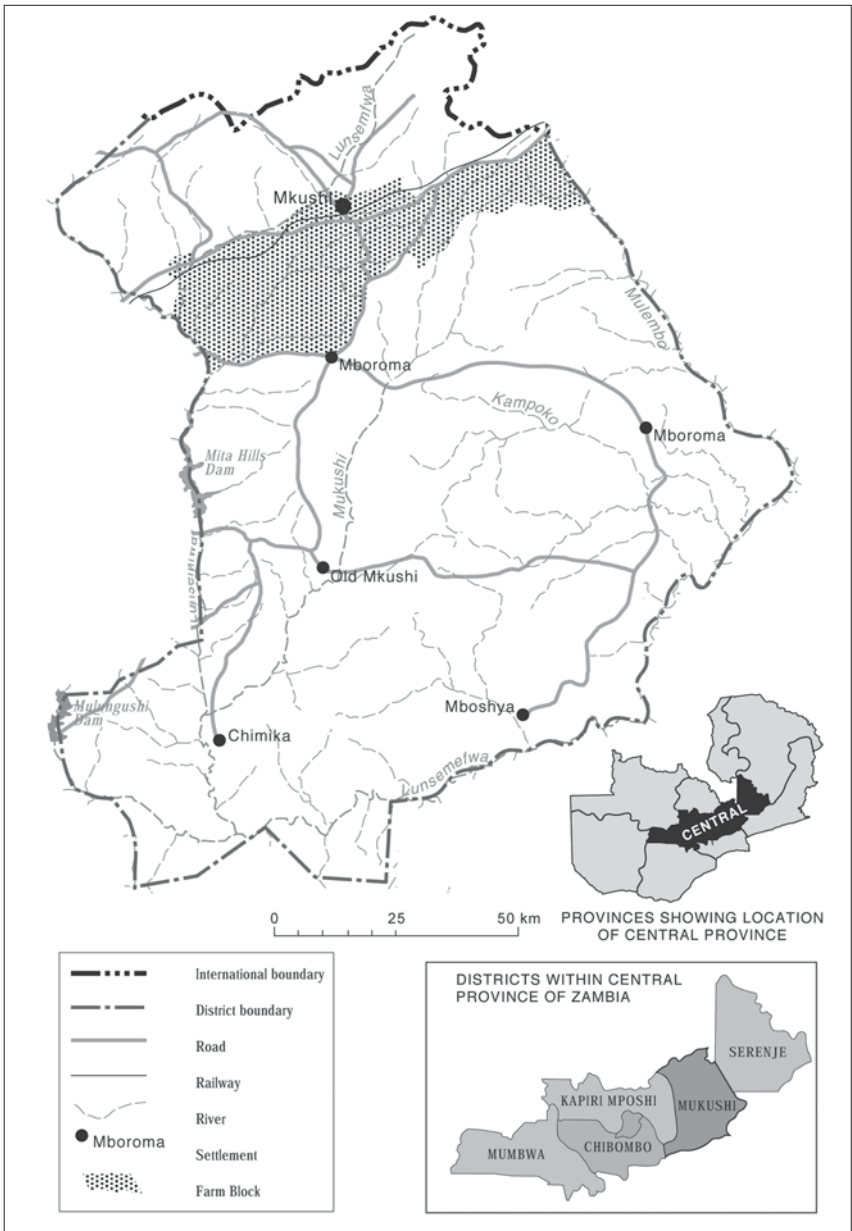 Lunsemfwa
Mkushi
Mulembo
Mboroma
Kampoko
Mboroma
Mita Hills
Dam
Mukushi
Lunsemfwa
Old Mkushi
Mulungushi
Dam
Mboshya
Chimika
Lunsemefwa
CENTRAL
0 25 50 km
PROVINCES SHOWING LOCATION
OF CENTRAL PROVINCE
International boundary
District boundary
Road
Railway
River
Mboroma
Settlement
Farm Block
DISTRICTS WITHIN CENTRAL
PROVINCE OF ZAMBIA
SERENJE
KAPIRI MPOSHI
MUKUSHI
CHIBOMBO
MUMBWA